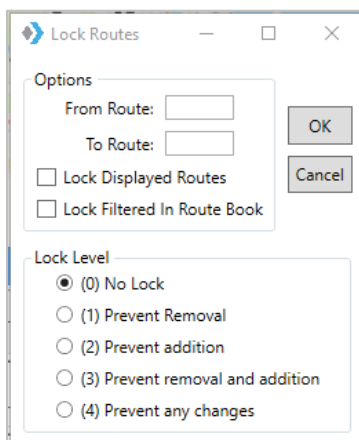 Lock Routes
Options
From Route:
To Route:
OK
Lock Displayed Routes
Cancel
Lock Filtered In Route Book
Lock Level
(0) No Lock
(1) Prevent Removal
(2) Prevent addition
(3) Prevent removal and addition
(4) Prevent any changes